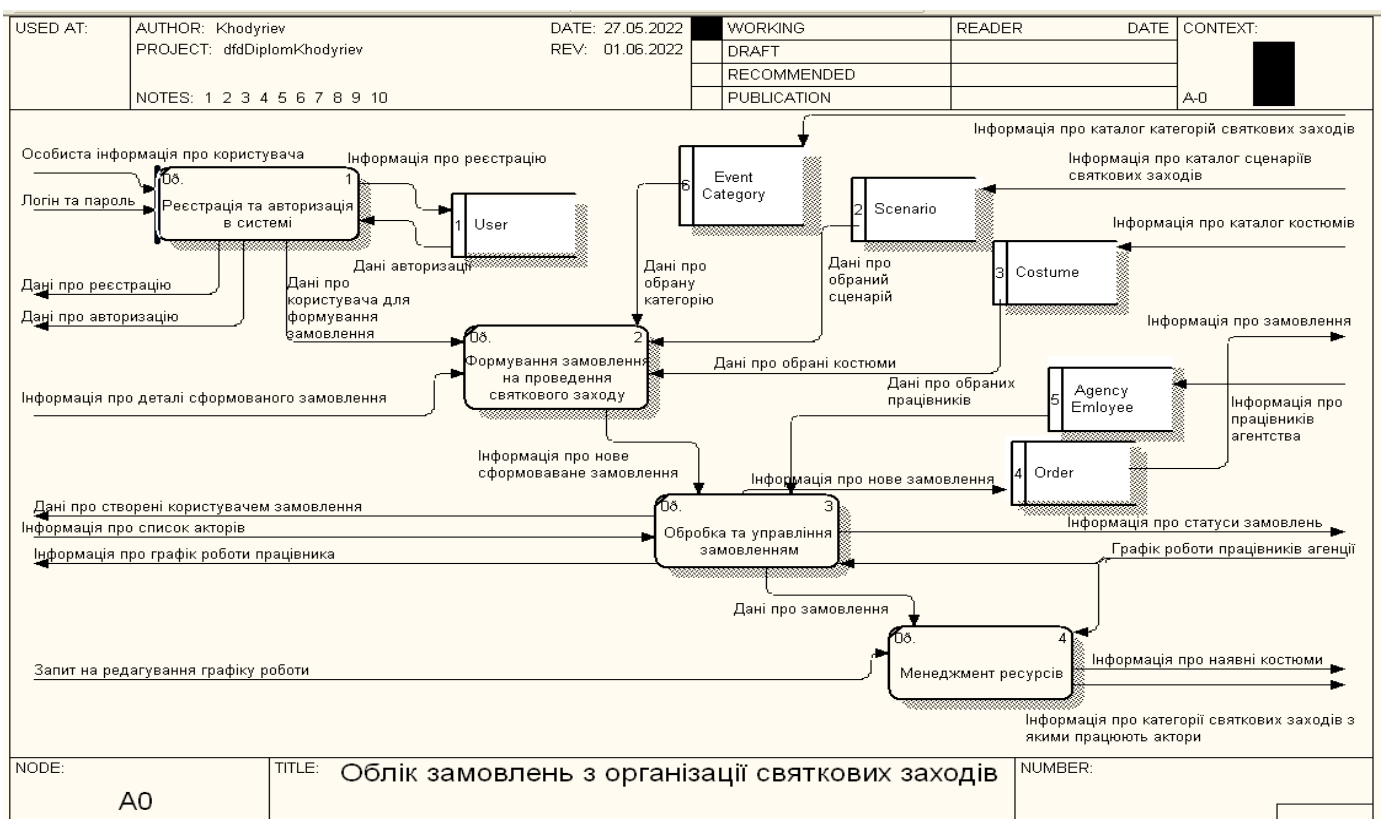 USED AT:
AUTHOR: Khodyriev
DATE: 27.05.2022
WORKING
READER
DATE
CONTEXT:
PROJECT: dfdDiplomKhodyriev
REV: 01.06.2022
DRAFT
RECOMMENDED
NOTES: 1 2 3 4 5 6 7 8 9 10
PUBLICATION
A-0
Інформація про каталог категорій святкових заходів
Особиста інформація про користувача
Інформація про реєстрацію
Інформація про каталог сценаріїв
святкових заходів
0ð.
1
Реєстрація та авторизація
в системі
Логін та пароль
1
User
6
Event
Category
2
Scenario
Інформація про каталог костюмів
3
Costume
Дані авторизації
Дані про реєстрацію
Дані про авторизацію
Дані про
користувача для
формування
замовлення
Дані про
обрану
категорію
Дані про
обраний
сценарій
Інформація про замовлення
0ð.
2
Формування замовлення
на проведення
святкового заходу
Дані про обрані костюми
Дані про обраних
працівників
5
Agency
Emloyee
Інформація про
працівників
агентства
Інформація про деталі сформованого замовлення
Інформація про нове
сформоваване замовлення
Інформація про нове замовлення
4
Order
Дані про створені користувачем замовлення
Інформація про список акторів
Інформація про графік роботи працівника
0ð.
3
Обробка та управління
замовленням
Інформація про статуси замовлень
Графік роботи працівників агенції
Дані про замовлення
0ð.
4
Менеджмент ресурсів
Запит на редагування графіку роботи
Інформація про наявні костюми
Інформація про категорії святкових заходів з
якими працюють актори
NODE:
A0
TITLE:
Облік замовлень з організації святкових заходів
NUMBER: